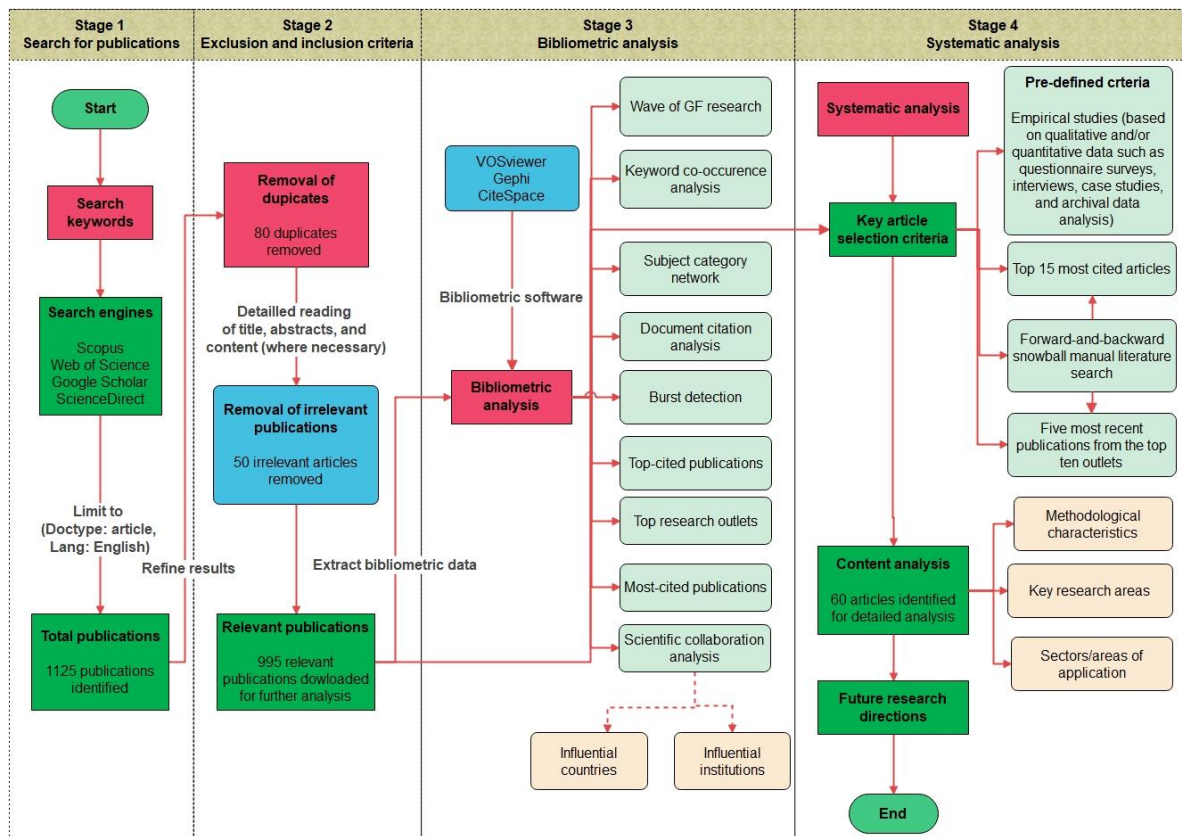 Stage 1
Search for publications
Stage 2
Exclusion and inclusion criteria
Stage 3
Bibliometric analysis
Stage 4
Systematic analysis
Start
Search
keywords
Search engines
Scopus
Web of Science
Google Scholar
ScienceDirect
Limit to
(Doctype: article,
Lang: English)
Refine results
Total publications
1125 publications
identified
Removal of
dupicates
80 duplicates
removed
Detailled reading
of title, abstracts, and
content (where necessary)
Removal of irrelevant
publications
50 irrelevant articles
removed
Extract bibliometric data
Relevant publications
995 relevant
publications dowloaded
for further analysis
VOSviewer
Gephi
CiteSpace
Bibliometric software
Bibliometric
analysis
Wave of GF research
Keyword co-occurence
analysis
Subject category
network
Document citation
analysis
Burst detection
Top-cited publications
Top research outlets
Most-cited publications
Scientific collaboration
analysis
Influential
countries
Influential
institutions
Systematic analysis
Key article
selection criteria
Pre-defined crteria
Empirical studies (based
on qualitative and/or
quantitative data such as
questionnaire surveys,
interviews, case studies,
and archival data
analysis)
Top 15 most cited articles
Forward-and-backward
snowball manual literature
search
Five most recent
publications from the top
ten outlets
Content analysis
60 articles identified
for detailed analysis
Methodological
characteristics
Key research areas
Sectors/areas of
application
Future research
directions
End